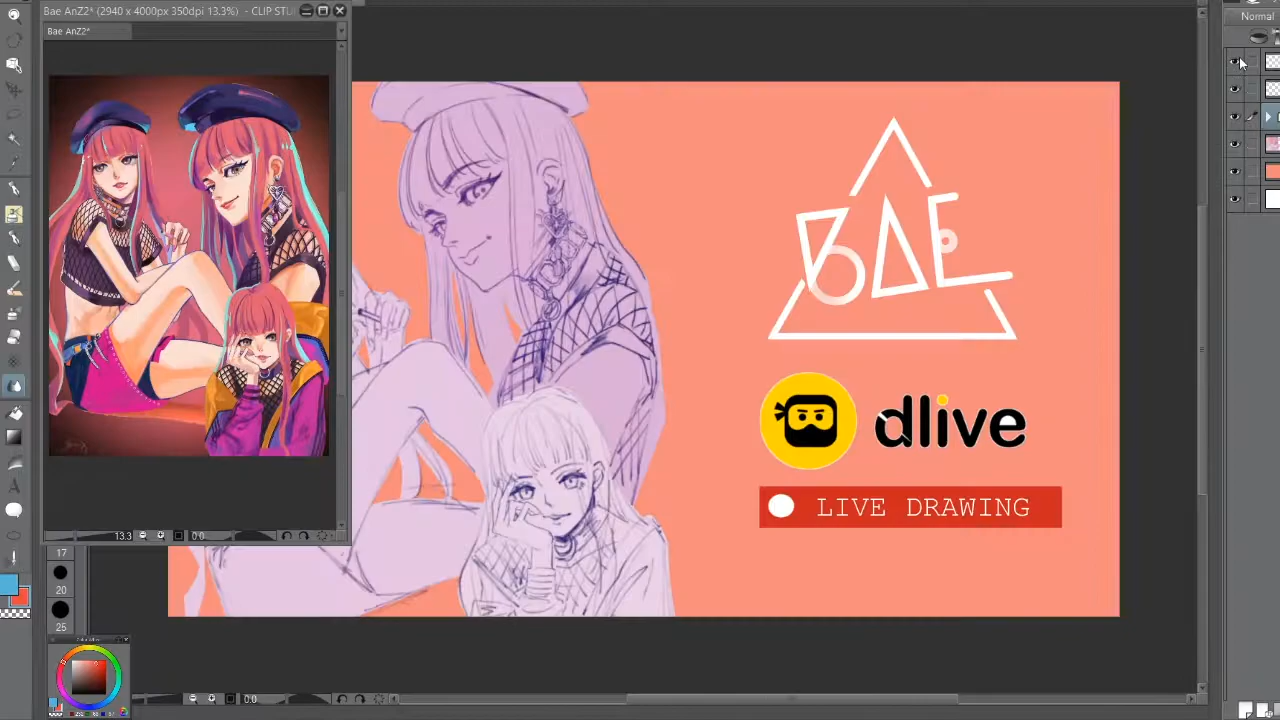 Bae AnZ2* (2940 x 4000px 350dpi 13.3%) - CLIP STU
Bae AnZ2*
Normal
BAE
dlive
LIVE DRAWING
13.3
0.0
17
20
25
0.0